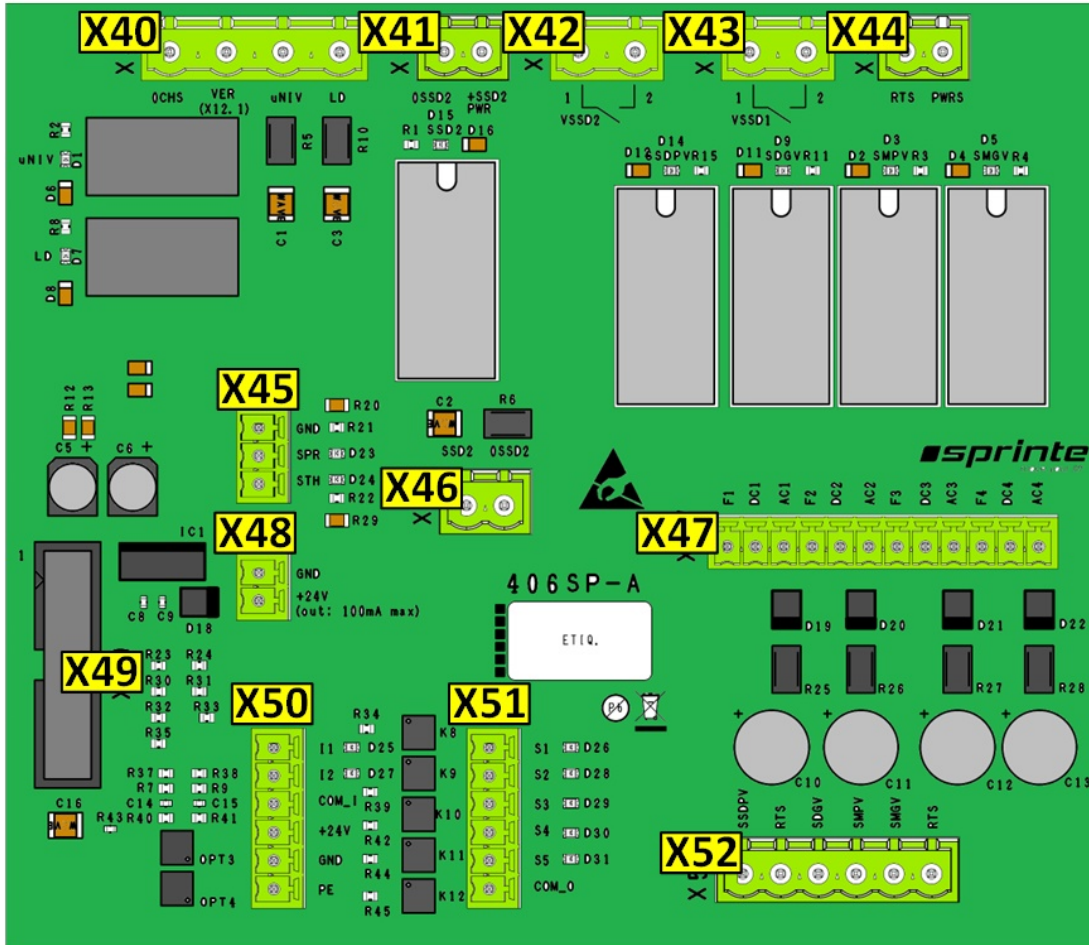 X40 X41 X42 X43 X44
0CHS VER (X12.1) uNIV LD
0SSD2 +SSD2 PWR
1 2
VSSD2
1 2
VSSD1
RTS PWRS
R2
uNIV D1
D6
R8
LD D7
D8
R5 R10
C1 C3
R1 D15 SSD2 D16
D12 D14 SSDPV R15
D11 D9 SDGV R11
D2 D3 SMPV R3
D4 D5 SMGV R4
R12 R13
C5 + C6 +
X45
GND
SPR
STH
R20
R21
D23
D24
R22
R29
C2 R6
SSD2 0SSD2
X46
sprinte
X47
F1 DC1 AC1 F2 DC2 AC2 F3 DC3 AC3 F4 DC4 AC4
X48
GND
+24V
(out: 100mA max)
1
IC1
C8 C9
D18
406SP-A
ETIQ.
P6
D19 D20 D21 D22
R25 R26 R27 R28
+ + + +
C10 C11 C12 C13
X49
R23 R24
R30 R31
R32 R33
R35
R37 R38
R7 R9
C14 C15
R40 R41
C16
R43
OPT3
OPT4
X50
I1 D25
I2 D27
COM_I
+24V
GND
PE
R34
R39
R42
R44
R45
K8
K9
K10
K11
K12
X51
S1 D26
S2 D28
S3 D29
S4 D30
S5 D31
COM_O
X52
SSDPV RTS SDGV SMPV SMGV RTS